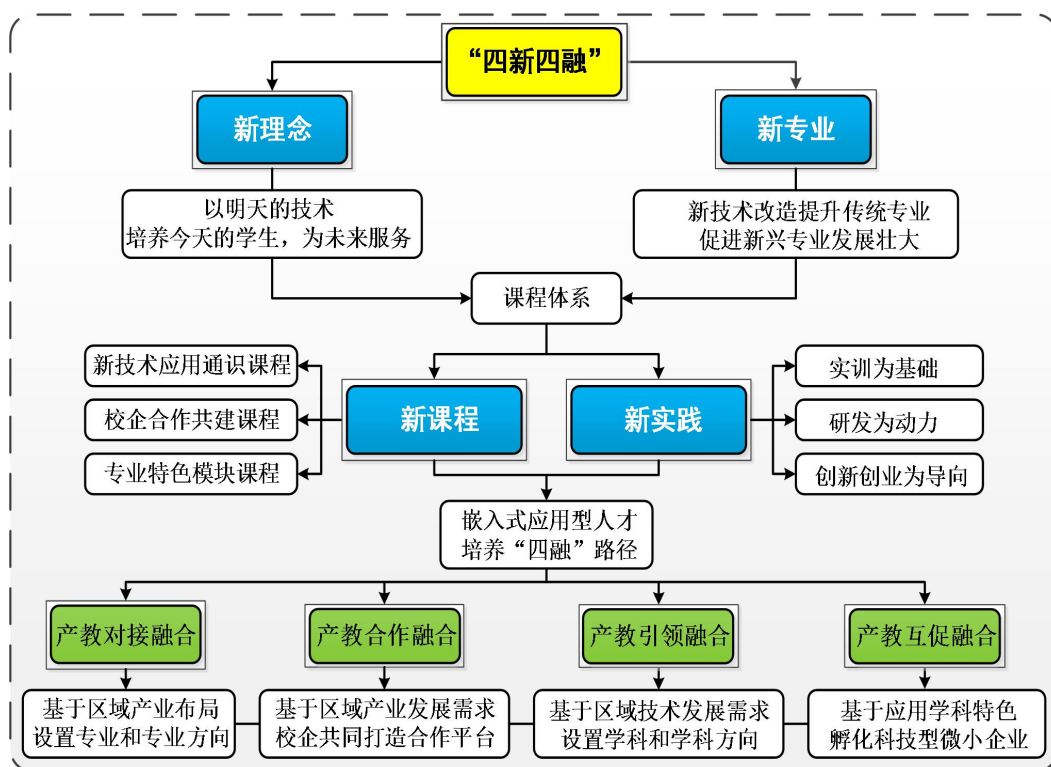 “四新四融”
新理念
新专业
以明天的技术
培养今天的学生，为未来服务
新技术改造提升传统专业
促进新兴专业发展壮大
课程体系
新技术应用通识课程
校企合作共建课程
专业特色模块课程
新课程
新实践
实训为基础
研发为动力
创新创业为导向
嵌入式应用型人才
培养“四融”路径
产教对接融合
产教合作融合
产教引领融合
产教互促融合
基于区域产业布局
设置专业和专业方向
基于区域产业发展需求
校企共同打造合作平台
基于区域技术发展需求
设置学科和学科方向
基于应用学科特色
孵化科技型微小企业